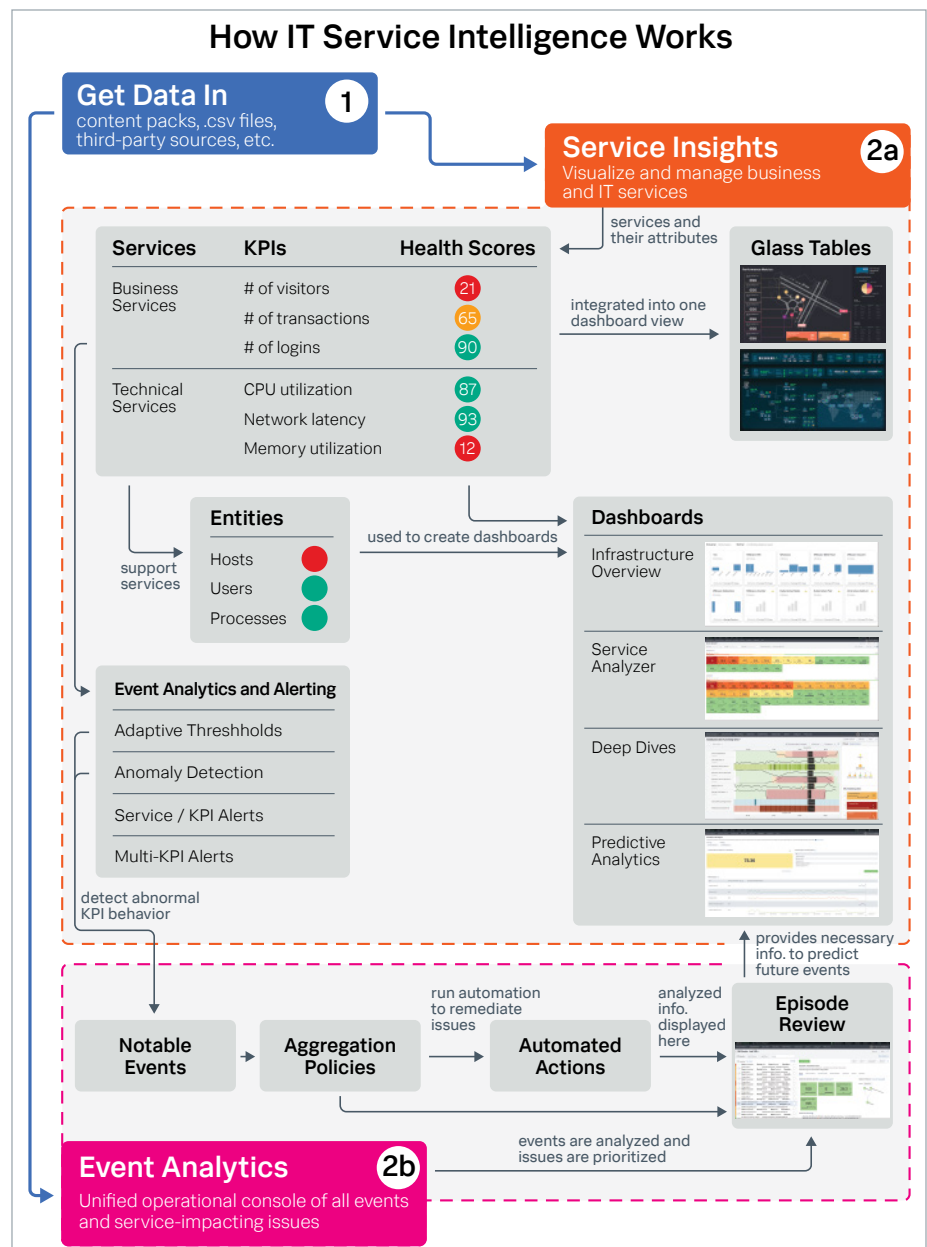 How IT Service Intelligence Works
Get Data In
1
content packs, .csv files,
third-party sources, etc.
Service Insights
2a
Visualize and manage business
and IT services
services and
their attributes
Services
KPIs
Health Scores
Business
Services
# of visitors
21
# of transactions
65
# of logins
90
Technical
Services
CPU utilization
87
Network latency
93
Memory utilization
12
integrated into one
dashboard view
Glass Tables
support
services
Entities
Hosts
Users
Processes
used to create dashboards
Dashboards
Infrastructure
Overview
Service
Analyzer
Deep Dives
Predictive
Analytics
Event Analytics and Alerting
Adaptive Threshholds
Anomaly Detection
Service / KPI Alerts
Multi-KPI Alerts
detect abnormal
KPI behavior
provides necessary
info. to predict
future events
Notable
Events
Aggregation
Policies
run automation
to remediate
issues
Automated
Actions
analyzed
info.
displayed
here
Episode
Review
events are analyzed and
issues are prioritized
Event Analytics
2b
Unified operational console of all events
and service-impacting issues